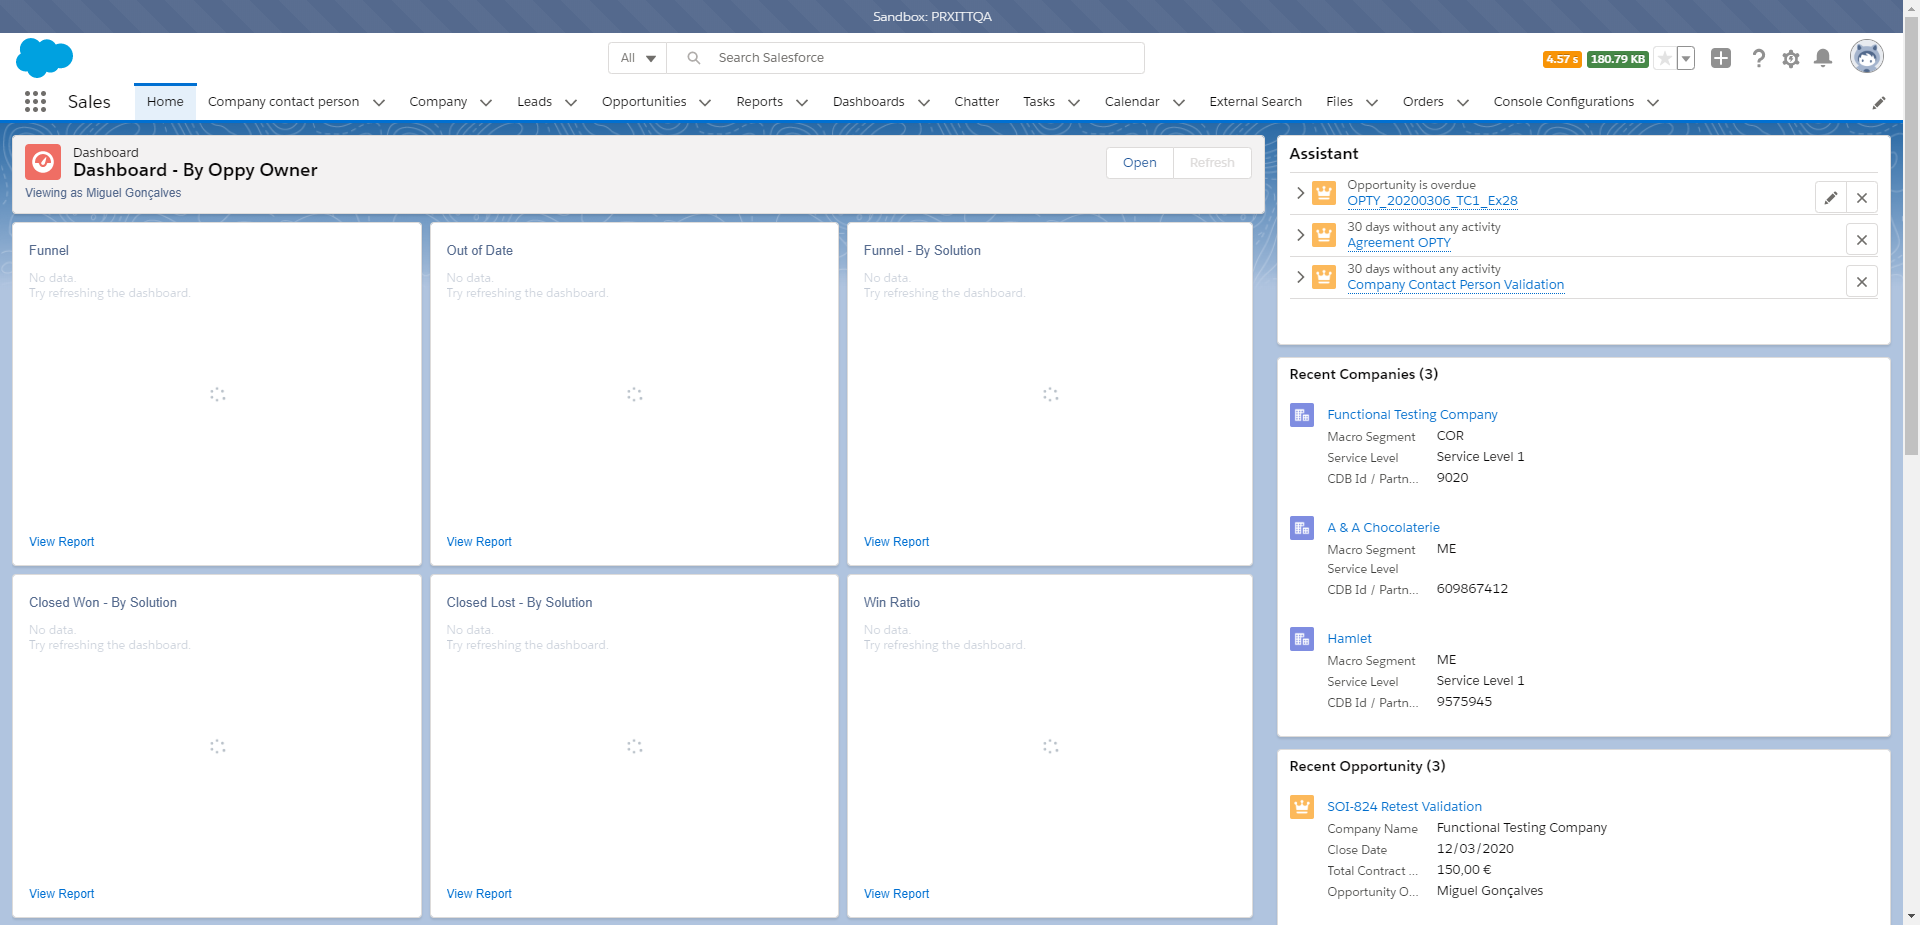 Sandbox: PRXITTQA
All
Search Salesforce
4.57 s
180.79 KB
Sales
Home
Company contact person
Company
Leads
Opportunities
Reports
Dashboards
Chatter
Tasks
Calendar
External Search
Files
Orders
Console Configurations
Dashboard
Dashboard - By Oppy Owner
Viewing as Miguel Gonçalves
Open
Refresh
Funnel
No data.
Try refreshing the dashboard.
View Report
Out of Date
No data.
Try refreshing the dashboard.
View Report
Funnel - By Solution
No data.
Try refreshing the dashboard.
View Report
Closed Won - By Solution
No data.
Try refreshing the dashboard.
View Report
Closed Lost - By Solution
No data.
Try refreshing the dashboard.
View Report
Win Ratio
No data.
Try refreshing the dashboard.
View Report
Assistant
Opportunity is overdue
OPTY_20200306_TC1_Ex28
30 days without any activity
Agreement OPTY
30 days without any activity
Company Contact Person Validation
Recent Companies (3)
Functional Testing Company
Macro Segment COR
Service Level Service Level 1
CDB Id / Partn... 9020
A & A Chocolaterie
Macro Segment ME
Service Level
CDB Id / Partn... 609867412
Hamlet
Macro Segment ME
Service Level Service Level 1
CDB Id / Partn... 9575945
Recent Opportunity (3)
SOI-824 Retest Validation
Company Name Functional Testing Company
Close Date 12/03/2020
Total Contract ... 150,00 €
Opportunity O... Miguel Gonçalves